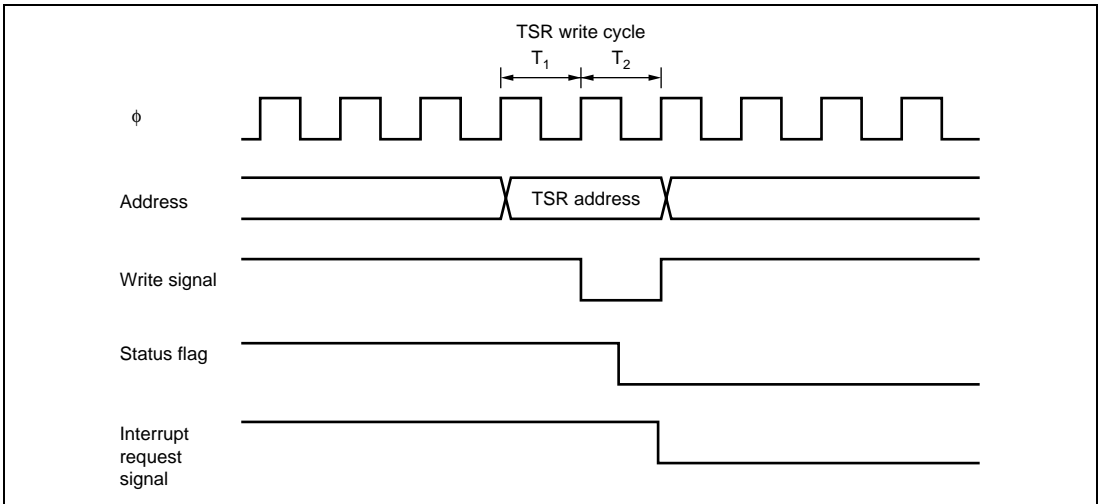 TSR write cycle
T1 T2
ϕ
Address
TSR address
Write signal
Status flag
Interrupt
request
signal